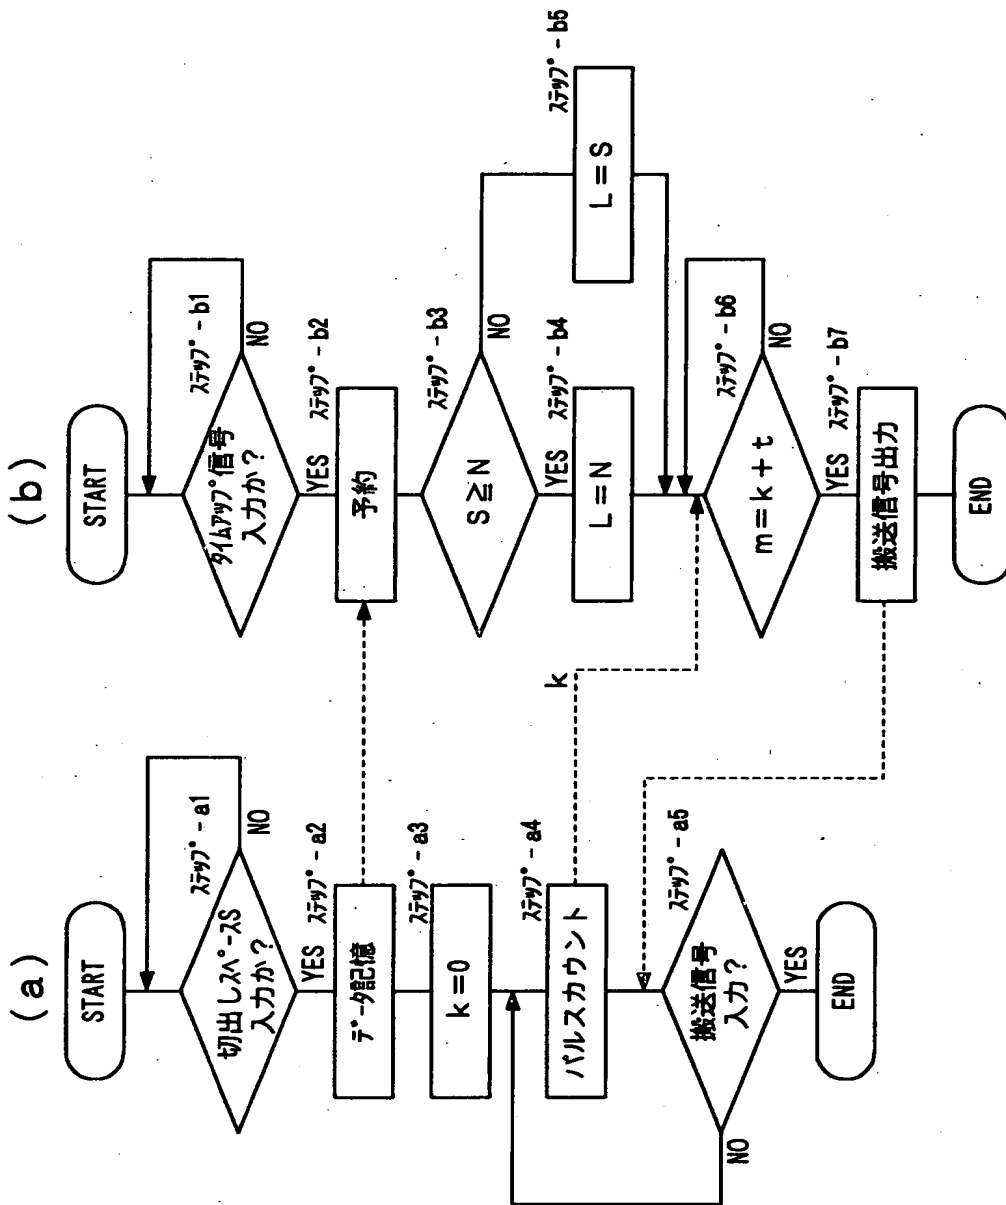 (a)
START
ステップ-a1
切出しスペースS
入力か?
NO
YES
ステップ-a2
データ記憶
ステップ-a3
k=0
ステップ-a4
パルスカウント
k
ステップ-a5
搬送信号
入力?
NO
YES
END
(b)
START
ステップ-b1
タイムアップ信号
入力か?
NO
YES
ステップ-b2
予約
ステップ-b3
S≧N
NO
YES
ステップ-b4
L=N
ステップ-b5
L=S
ステップ-b6
m=k+t
NO
YES
ステップ-b7
搬送信号出力
END